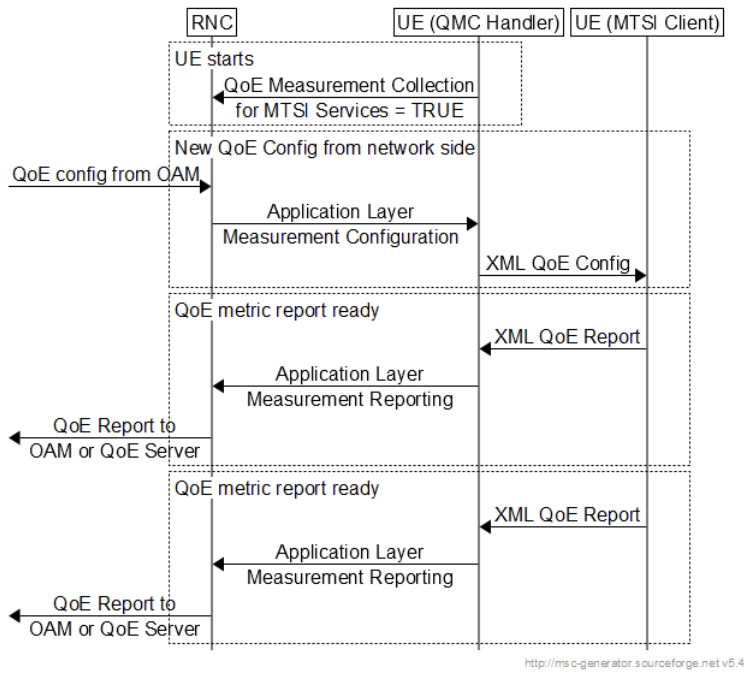 RNC
UE (QMC Handler)
UE (MTSI Client)
UE starts
QoE Measurement Collection
for MTSI Services = TRUE
New QoE Config from network side
QoE config from OAM
Application Layer
Measurement Configuration
XML QoE Config
QoE metric report ready
XML QoE Report
Application Layer
Measurement Reporting
QoE Report to
OAM or QoE Server
QoE metric report ready
XML QoE Report
Application Layer
Measurement Reporting
QoE Report to
OAM or QoE Server
http://msc-generator.sourceforge.net v5.4